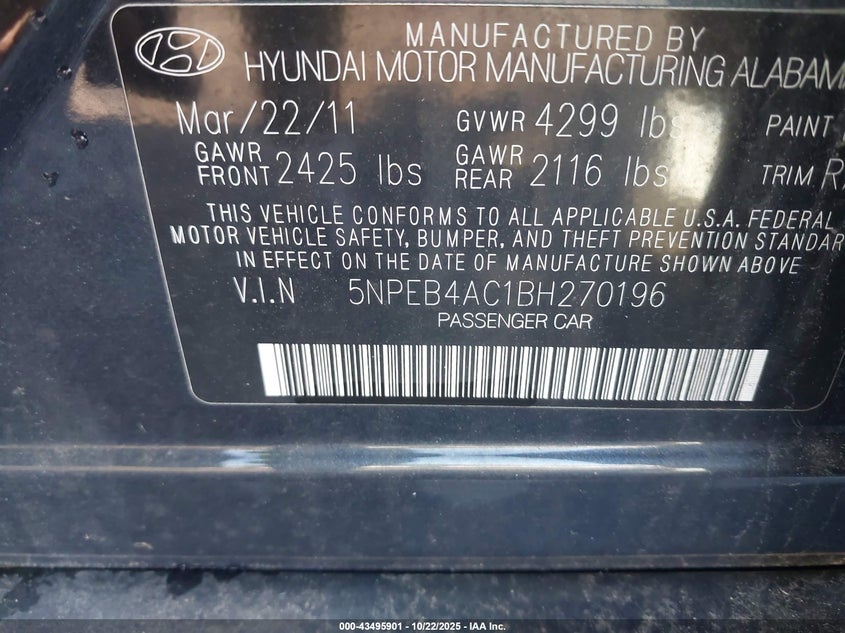 MANUFACTURED BY
HYUNDAI MOTOR MANUFACTURING ALABAMA
Mar/22/11 GVWR 4299 lbs PAINT
GAWR FRONT 2425 lbs GAWR REAR 2116 lbs TRIM
THIS VEHICLE CONFORMS TO ALL APPLICABLE U.S.A. FEDERAL
MOTOR VEHICLE SAFETY, BUMPER, AND THEFT PREVENTION STANDAR
IN EFFECT ON THE DATE OF MANUFACTURE SHOWN ABOVE
V.I.N 5NPEB4AC1BH270196
PASSENGER CAR
000-43495901 - 10/22/2025 - IAA Inc.